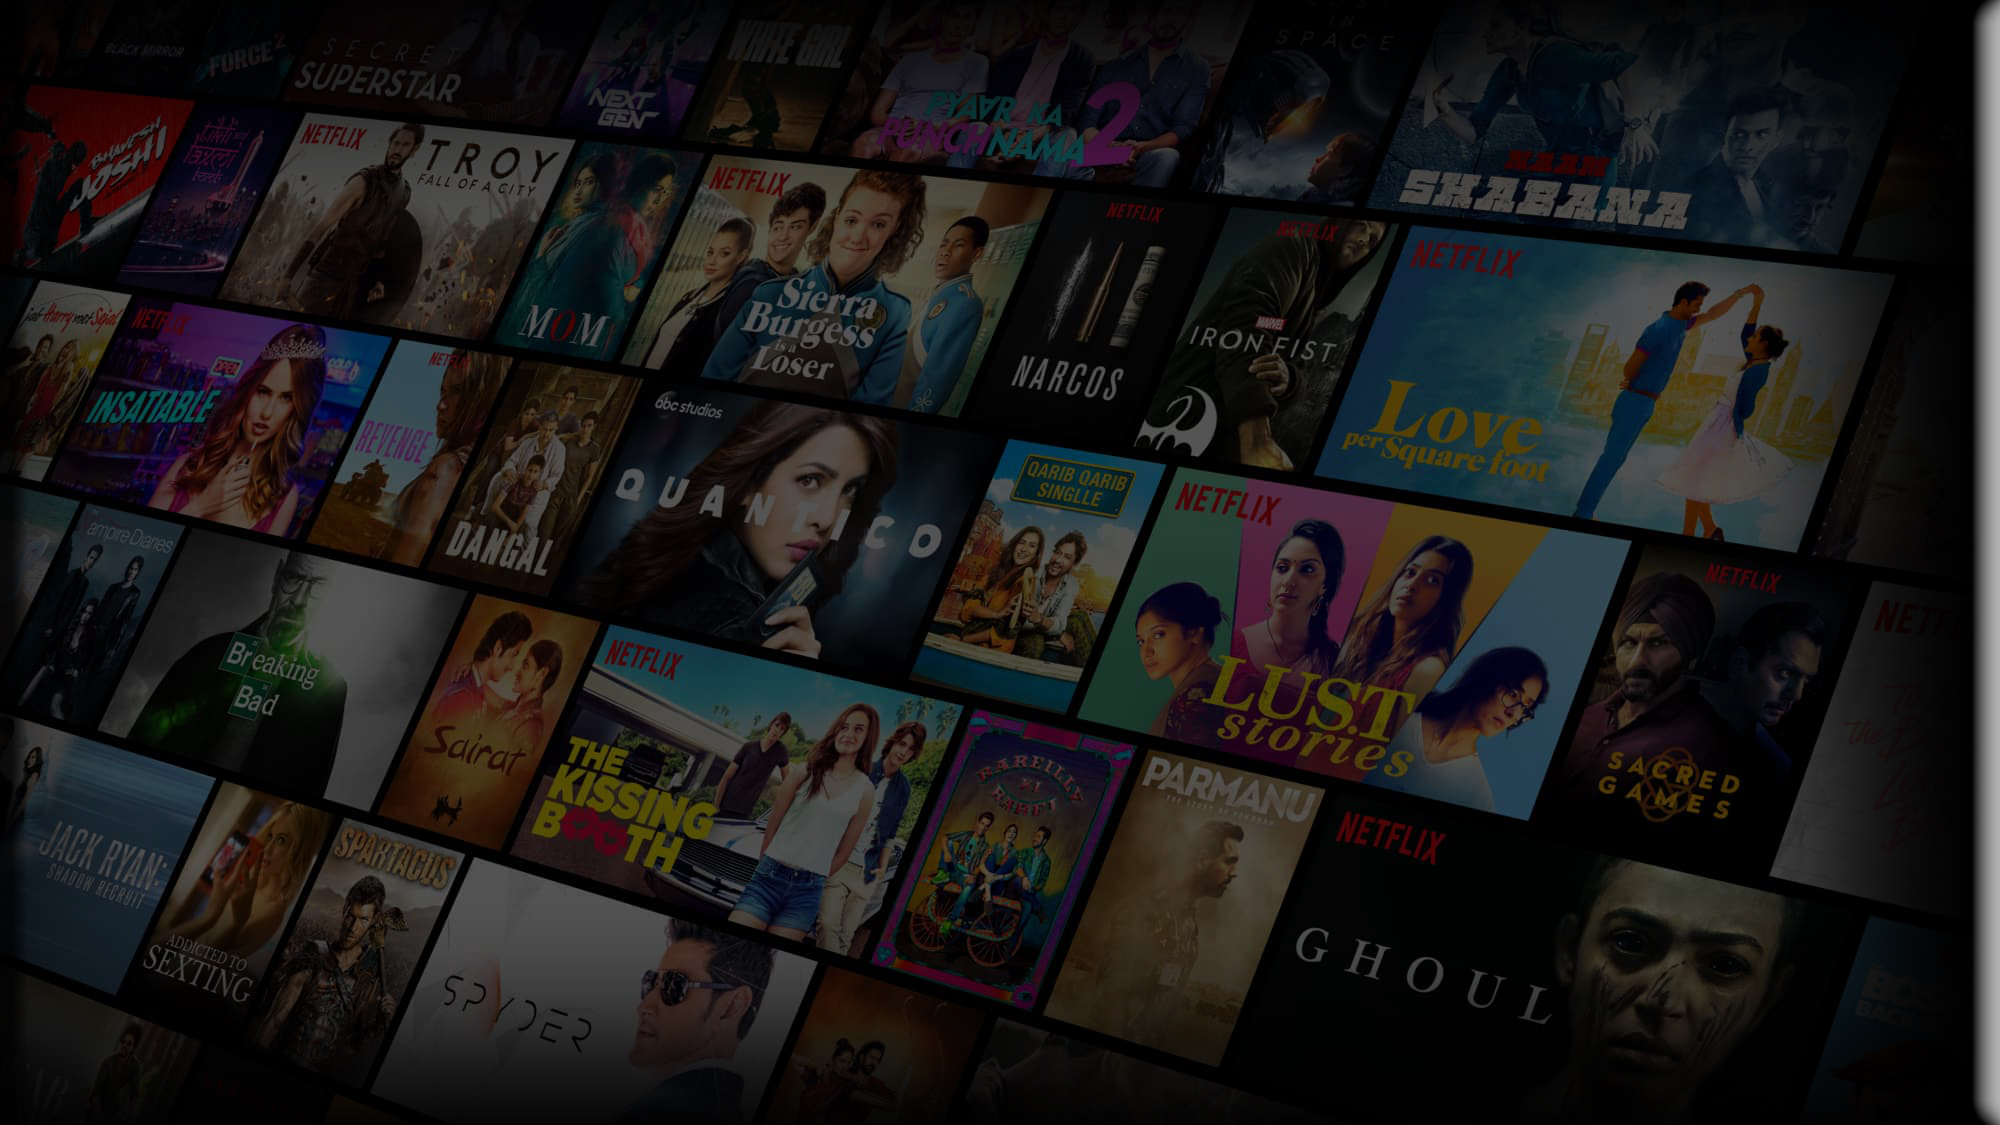 BLACK MIRROR
FORCE 2
SECRET
SUPERSTAR
NEXT
GEN
WHITE GIRL
PYAAR KA
PUNCHNAMA 2
LOST
IN
SPACE
NAAM
SHABANA
BHAVESH
JOSHI
NETFLIX
TROY
FALL OF A CITY
MOM
NETFLIX
Sierra
Burgess
is a
Loser
NETFLIX
NARCOS
NETFLIX
MARVEL
IRON FIST
NETFLIX
Love
per Square foot
jab Harry met Sejal
NETFLIX
OPEN
INSATIABLE
NETFLIX
REVENGE
DANGAL
abc studios
QUANTICO
QARIB QARIB
SINGLLE
NETFLIX
LUST
stories
NETFLIX
SACRED
GAMES
ampire Diaries
Breaking
Bad
Sairat
NETFLIX
THE
KISSING
BOOTH
BAREILLY
KI
BARFI
PARMANU
THE STORY OF POKHRAN
NETFLIX
GHOUL
JACK RYAN:
SHADOW RECRUIT
ADDICTED TO
SEXTING
SPARTACUS
SPYDER